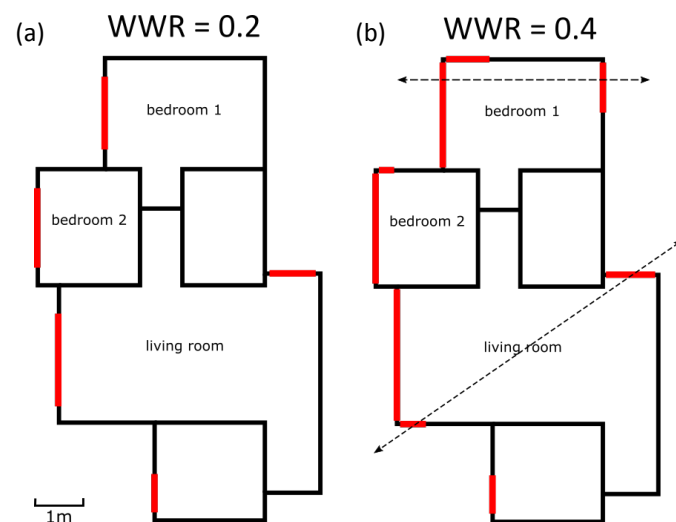 (a) WWR = 0.2
bedroom 1
bedroom 2
living room
1m
(b) WWR = 0.4
bedroom 1
bedroom 2
living room